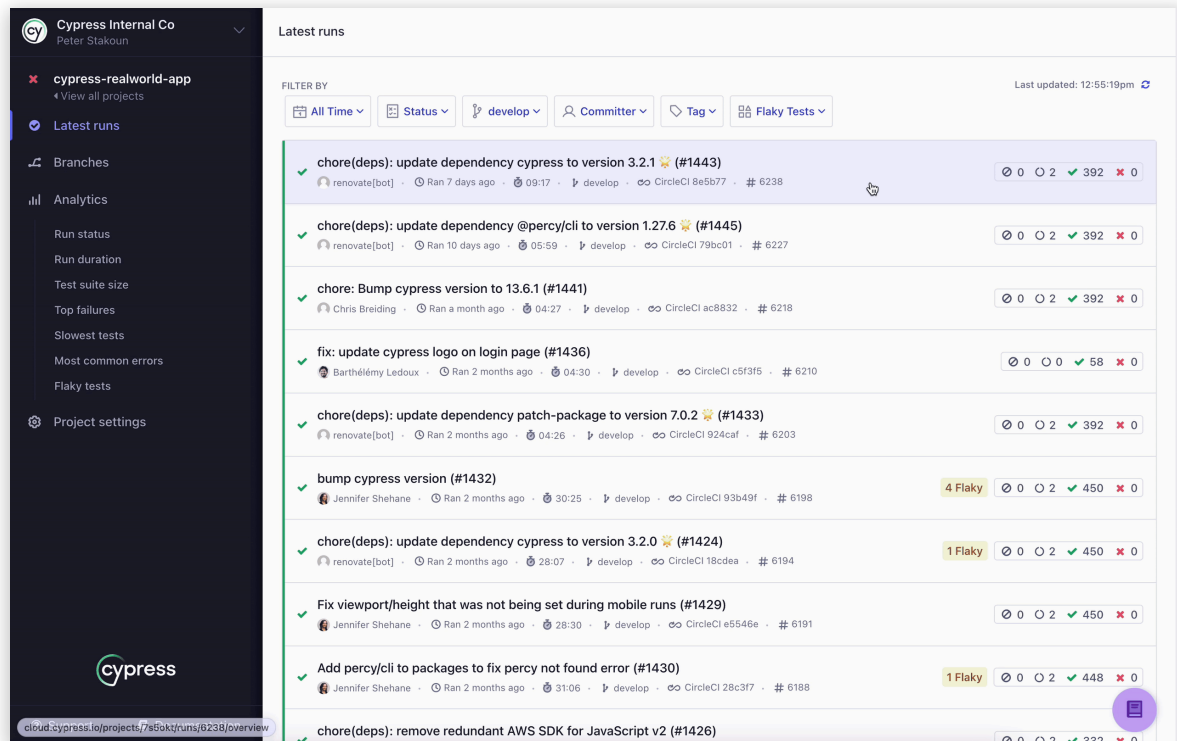 Cypress Internal Co
Peter Stakoun
cypress-realworld-app
View all projects
Latest runs
Branches
Analytics
Run status
Run duration
Test suite size
Top failures
Slowest tests
Most common errors
Flaky tests
Project settings
cypress
cloud.cypress.io/projects/7s5okt/runs/6238/overview
Latest runs
FILTER BY
Last updated: 12:55:19pm
All Time Status develop Committer Tag Flaky Tests
chore(deps): update dependency cypress to version 3.2.1 🌟 (#1443)
renovate[bot] · Ran 7 days ago · 09:17 · develop · CircleCI 8e5b77 · # 6238
0 2 392 0
chore(deps): update dependency @percy/cli to version 1.27.6 🌟 (#1445)
renovate[bot] · Ran 10 days ago · 05:59 · develop · CircleCI 79bc01 · # 6227
0 2 392 0
chore: Bump cypress version to 13.6.1 (#1441)
Chris Breiding · Ran a month ago · 04:27 · develop · CircleCI ac8832 · # 6218
0 2 392 0
fix: update cypress logo on login page (#1436)
Barthélémy Ledoux · Ran 2 months ago · 04:30 · develop · CircleCI c5f3f5 · # 6210
0 0 58 0
chore(deps): update dependency patch-package to version 7.0.2 🌟 (#1433)
renovate[bot] · Ran 2 months ago · 04:26 · develop · CircleCI 924caf · # 6203
0 2 392 0
bump cypress version (#1432)
Jennifer Shehane · Ran 2 months ago · 30:25 · develop · CircleCI 93b49f · # 6198
4 Flaky 0 2 450 0
chore(deps): update dependency cypress to version 3.2.0 🌟 (#1424)
renovate[bot] · Ran 2 months ago · 28:07 · develop · CircleCI 18cdea · # 6194
1 Flaky 0 2 450 0
Fix viewport/height that was not being set during mobile runs (#1429)
Jennifer Shehane · Ran 2 months ago · 28:30 · develop · CircleCI e5546e · # 6191
0 2 450 0
Add percy/cli to packages to fix percy not found error (#1430)
Jennifer Shehane · Ran 2 months ago · 31:06 · develop · CircleCI 28c3f7 · # 6188
1 Flaky 0 2 448 0
chore(deps): remove redundant AWS SDK for JavaScript v2 (#1426)